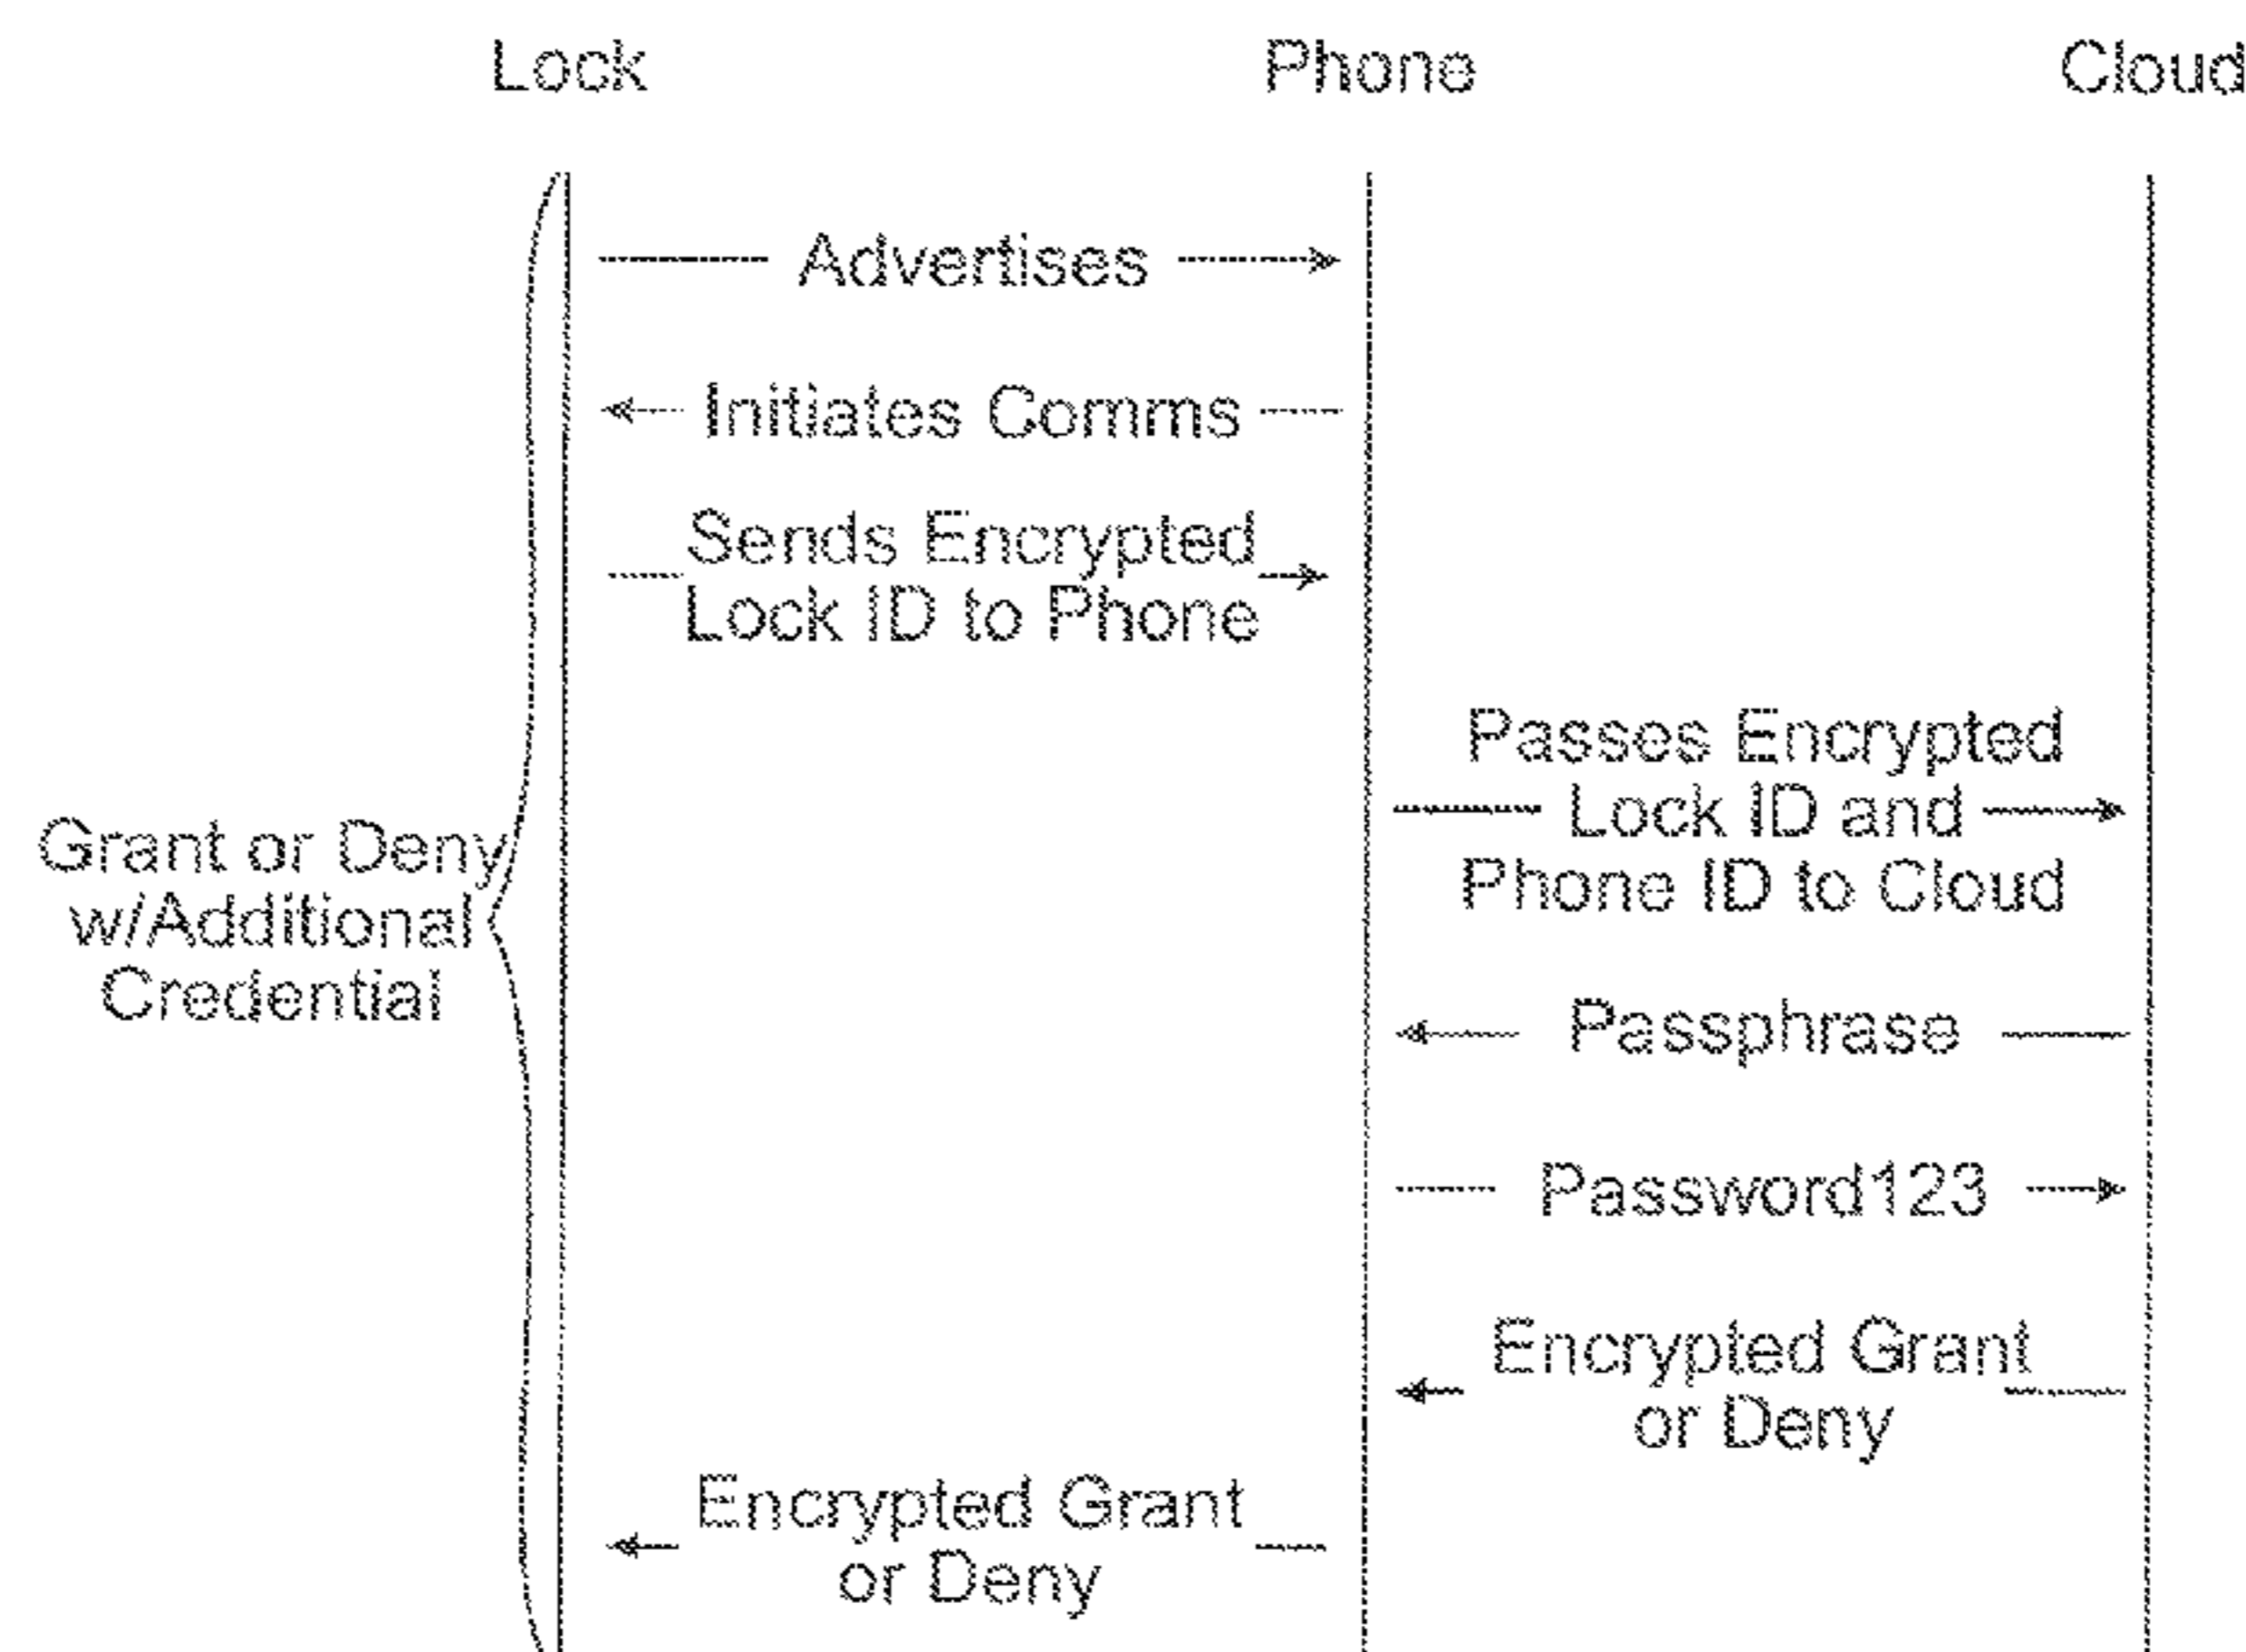 Lock
Phone
Cloud
Advertises
Initiates Comms
Sends Encrypted
Lock ID to Phone
Passes Encrypted
Lock ID and
Phone ID to Cloud
Grant or Deny
w/Additional
Credential
Passphrase
Password123
Encrypted Grant
or Deny
Encrypted Grant
or Deny